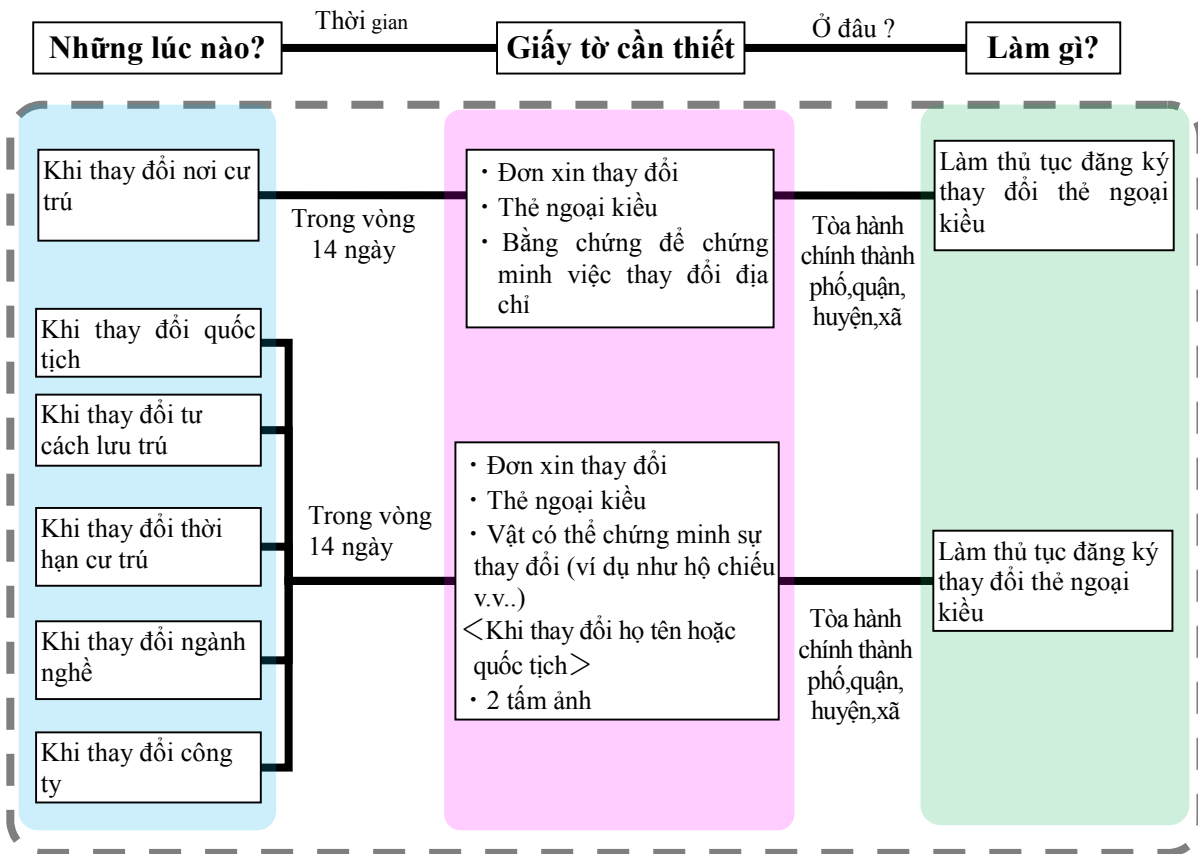 Thời gian
Ở đâu ?
Những lúc nào?
Giấy tờ cần thiết
Làm gì?
Khi thay đổi nơi cư
trú
Trong vòng
14 ngày
・Đơn xin thay đổi
・Thẻ ngoại kiều
・Bằng chứng để chứng
minh việc thay đổi địa
chỉ
Tòa hành
chính thành
phố,quận,
huyện,xã
Làm thủ tục đăng ký
thay đổi thẻ ngoại
kiều
Khi thay đổi quốc
tịch
Khi thay đổi tư
cách lưu trú
Khi thay đổi thời
hạn cư trú
Khi thay đổi ngành
nghề
Khi thay đổi công
ty
Trong vòng
14 ngày
・Đơn xin thay đổi
・Thẻ ngoại kiều
・Vật có thể chứng minh sự
thay đổi (ví dụ như hộ chiếu
v.v..)
＜Khi thay đổi họ tên hoặc
quốc tịch＞
・2 tấm ảnh
Tòa hành
chính thành
phố,quận,
huyện,xã
Làm thủ tục đăng ký
thay đổi thẻ ngoại
kiều